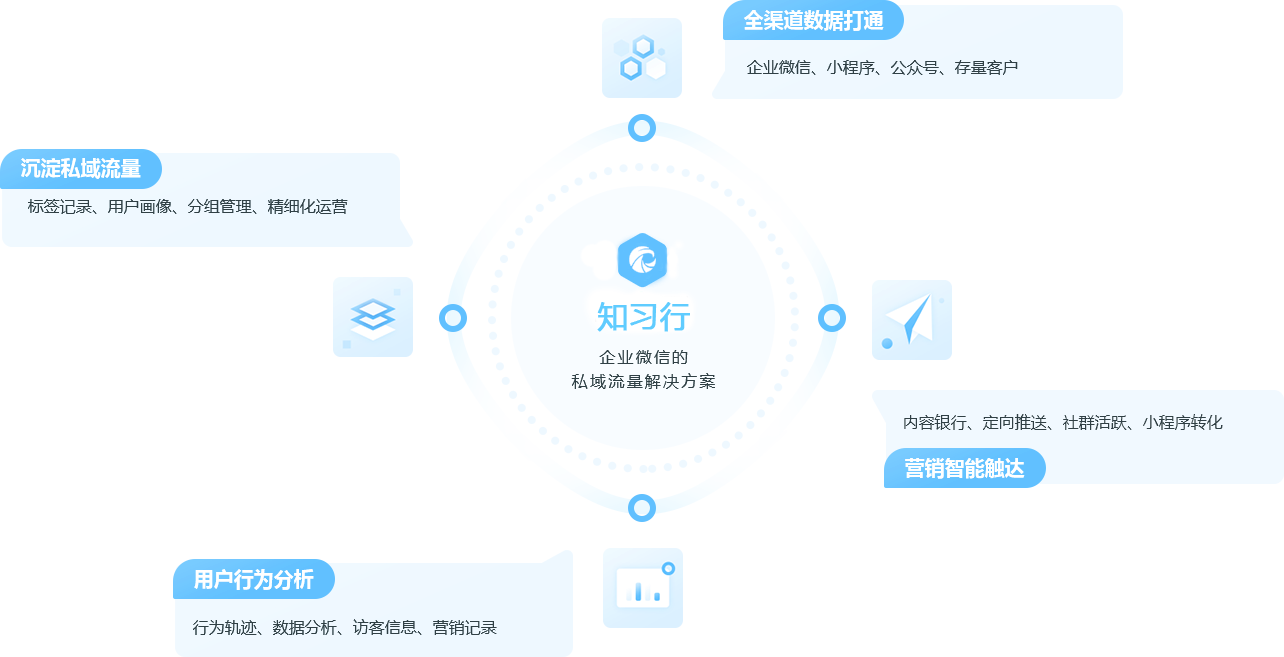 全渠道数据打通
企业微信、小程序、公众号、存量客户
沉淀私域流量
标签记录、用户画像、分组管理、精细化运营
知习行
企业微信的
私域流量解决方案
内容银行、定向推送、社群活跃、小程序转化
营销智能触达
用户行为分析
行为轨迹、数据分析、访客信息、营销记录